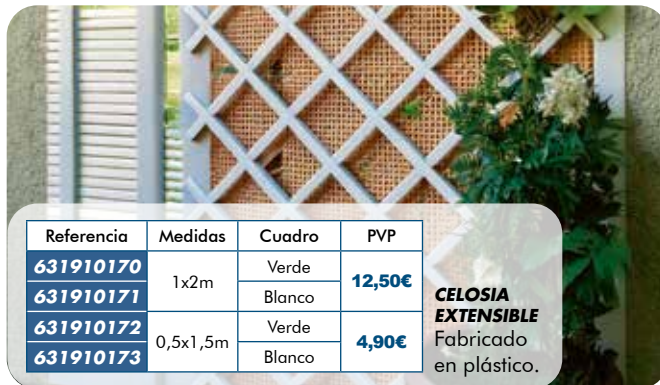 Referencia Medidas Cuadro PVP
631910170 1x2m Verde 12,50€
631910171 Blanco
631910172 0,5x1,5m Verde 4,90€
631910173 Blanco
CELOSIA
EXTENSIBLE
Fabricado
en plástico.